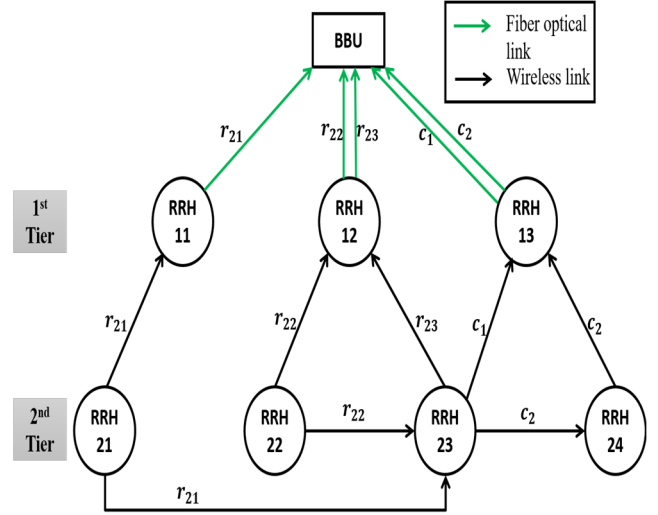 BBU
Fiber optical
link
Wireless link
r₂₁
r₂₂
r₂₃
c₁
c₂
1st
Tier
RRH
11
RRH
12
RRH
13
r₂₁
r₂₂
r₂₃
c₁
c₂
2nd
Tier
RRH
21
RRH
22
r₂₂
RRH
23
c₂
RRH
24
r₂₁